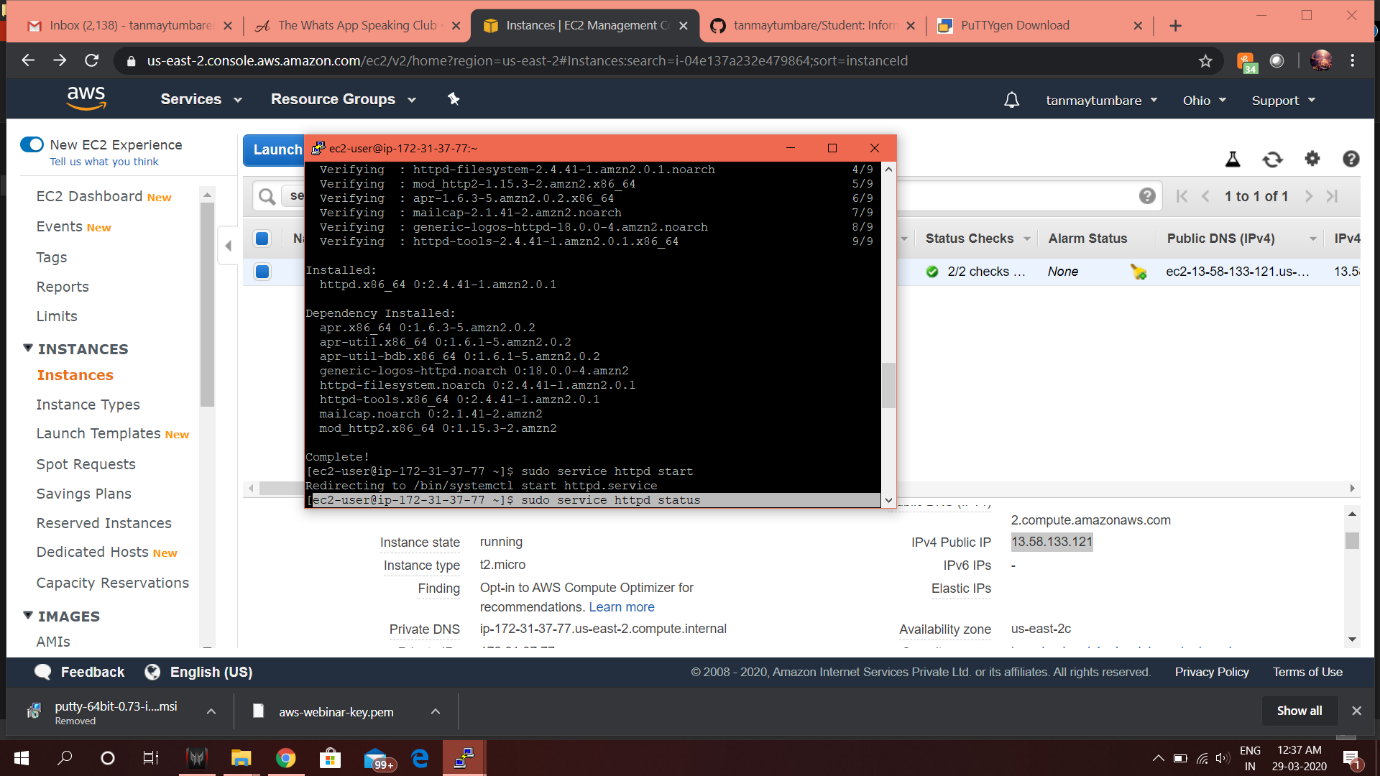 Inbox (2,138) - tanmaytumbare
The Whats App Speaking Club -
Instances | EC2 Management C
tanmaytumbare/Student: Inform
PuTTYgen Download
us-east-2.console.aws.amazon.com/ec2/v2/home?region=us-east-2#Instances:search=i-04e137a232e479864;sort=instanceId
34
aws
Services
Resource Groups
tanmaytumbare
Ohio
Support
New EC2 Experience
Tell us what you think
EC2 Dashboard New
Events New
Tags
Reports
Limits
INSTANCES
Instances
Instance Types
Launch Templates New
Spot Requests
Savings Plans
Reserved Instances
Dedicated Hosts New
Capacity Reservations
IMAGES
AMIs
Launch
se
1 to 1 of 1
Na
Status Checks
Alarm Status
Public DNS (IPv4)
IPv4
2/2 checks ...
None
ec2-13-58-133-121.us-...
13.58
ec2-user@ip-172-31-37-77:~
Verifying : httpd-filesystem-2.4.41-1.amzn2.0.1.noarch 4/9
Verifying : mod_http2-1.15.3-2.amzn2.x86_64 5/9
Verifying : apr-1.6.3-5.amzn2.0.2.x86_64 6/9
Verifying : mailcap-2.1.41-2.amzn2.noarch 7/9
Verifying : generic-logos-httpd-18.0.0-4.amzn2.noarch 8/9
Verifying : httpd-tools-2.4.41-1.amzn2.0.1.x86_64 9/9
Installed:
httpd.x86_64 0:2.4.41-1.amzn2.0.1
Dependency Installed:
apr.x86_64 0:1.6.3-5.amzn2.0.2
apr-util.x86_64 0:1.6.1-5.amzn2.0.2
apr-util-bdb.x86_64 0:1.6.1-5.amzn2.0.2
generic-logos-httpd.noarch 0:18.0.0-4.amzn2
httpd-filesystem.noarch 0:2.4.41-1.amzn2.0.1
httpd-tools.x86_64 0:2.4.41-1.amzn2.0.1
mailcap.noarch 0:2.1.41-2.amzn2
mod_http2.x86_64 0:1.15.3-2.amzn2
Complete!
[ec2-user@ip-172-31-37-77 ~]$ sudo service httpd start
Redirecting to /bin/systemctl start httpd.service
[ec2-user@ip-172-31-37-77 ~]$ sudo service httpd status
2.compute.amazonaws.com
Instance state running
IPv4 Public IP 13.58.133.121
Instance type t2.micro
IPv6 IPs -
Finding Opt-in to AWS Compute Optimizer for
recommendations. Learn more
Elastic IPs
Private DNS ip-172-31-37-77.us-east-2.compute.internal
Availability zone us-east-2c
Feedback
English (US)
© 2008 - 2020, Amazon Internet Services Private Ltd. or its affiliates. All rights reserved.
Privacy Policy
Terms of Use
putty-64bit-0.73-i....msi
Removed
aws-webinar-key.pem
Show all
99+
ENG
IN
12:37 AM
29-03-2020
1